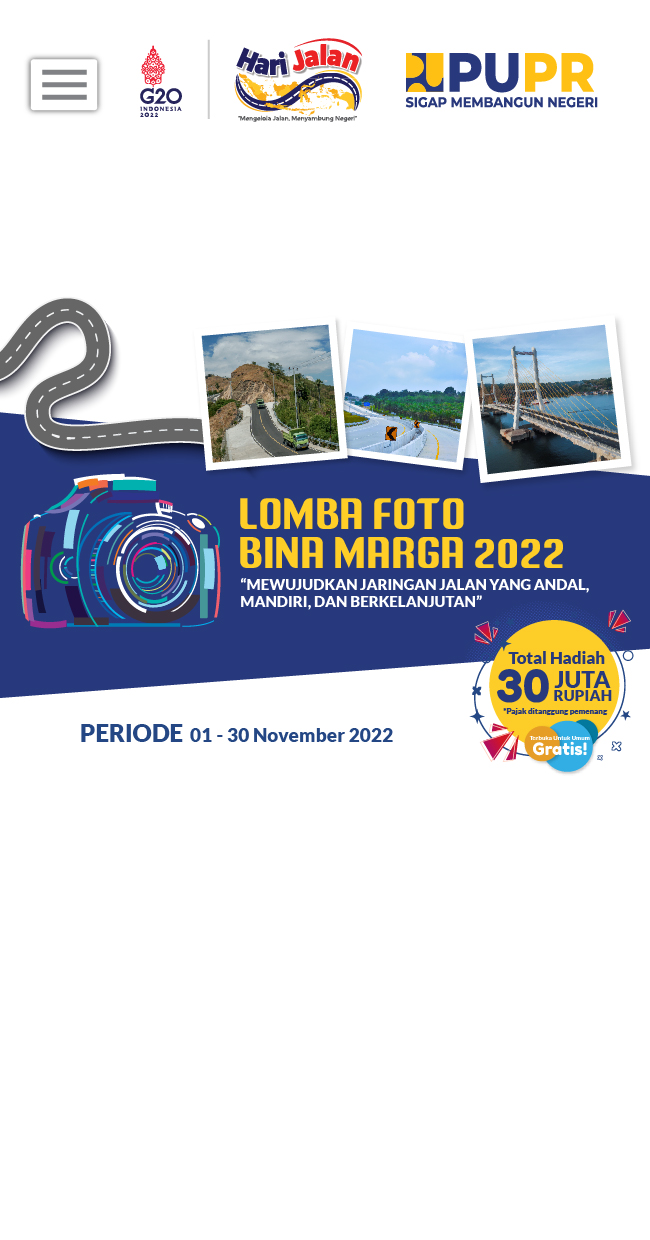 G20
INDONESIA
2022
Hari Jalan
"Mengelola Jalan, Menyambung Negeri"
PUPR
SIGAP MEMBANGUN NEGERI
LOMBA FOTO
BINA MARGA 2022
“MEWUJUDKAN JARINGAN JALAN YANG ANDAL,
MANDIRI, DAN BERKELANJUTAN”
Total Hadiah
30 JUTA
RUPIAH
*Pajak ditanggung pemenang
Terbuka Untuk Umum
Gratis!
PERIODE 01 - 30 November 2022